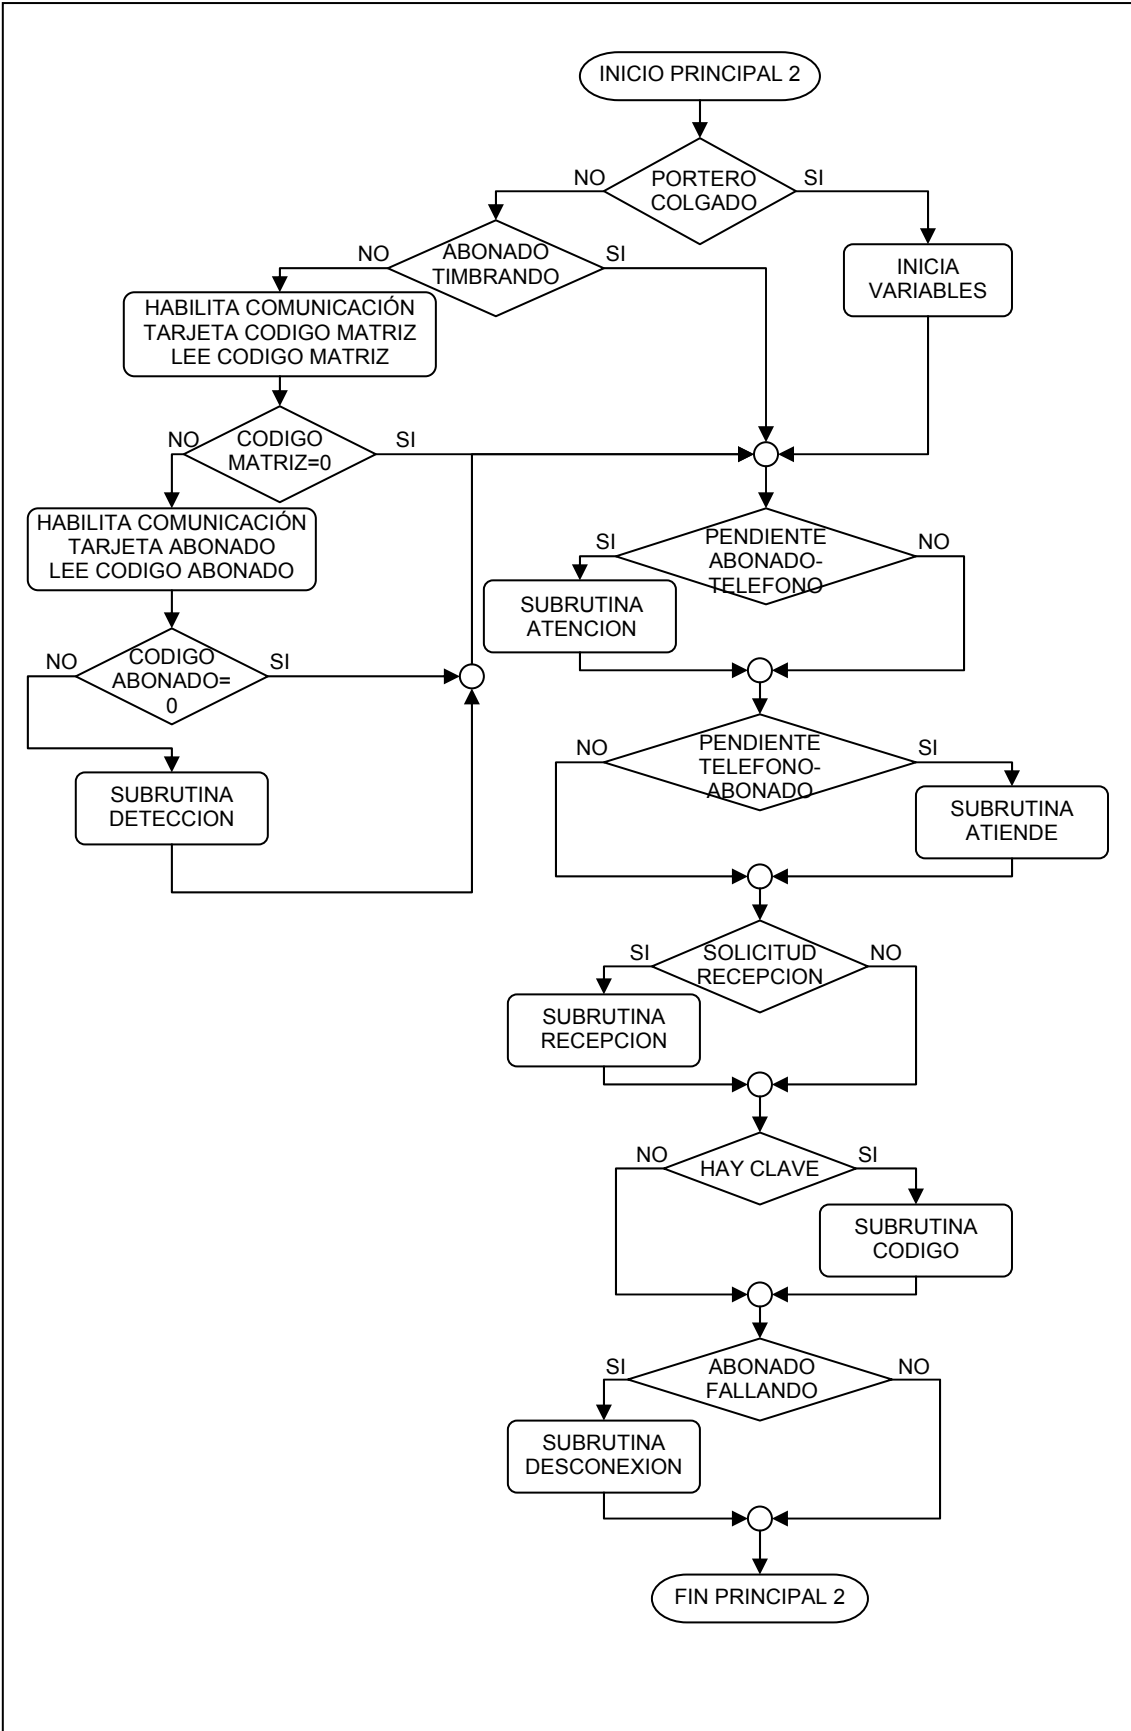 INICIO PRINCIPAL 2
PORTERO
COLGADO
NO
SI
ABONADO
TIMBRANDO
NO
SI
INICIA
VARIABLES
HABILITA COMUNICACIÓN
TARJETA CODIGO MATRIZ
LEE CODIGO MATRIZ
CODIGO
MATRIZ=0
NO
SI
HABILITA COMUNICACIÓN
TARJETA ABONADO
LEE CODIGO ABONADO
CODIGO
ABONADO=
0
NO
SI
SUBRUTINA
DETECCION
PENDIENTE
ABONADO-
TELEFONO
SI
NO
SUBRUTINA
ATENCION
PENDIENTE
TELEFONO-
ABONADO
NO
SI
SUBRUTINA
ATIENDE
SOLICITUD
RECEPCION
SI
NO
SUBRUTINA
RECEPCION
HAY CLAVE
NO
SI
SUBRUTINA
CODIGO
ABONADO
FALLANDO
SI
NO
SUBRUTINA
DESCONEXION
FIN PRINCIPAL 2